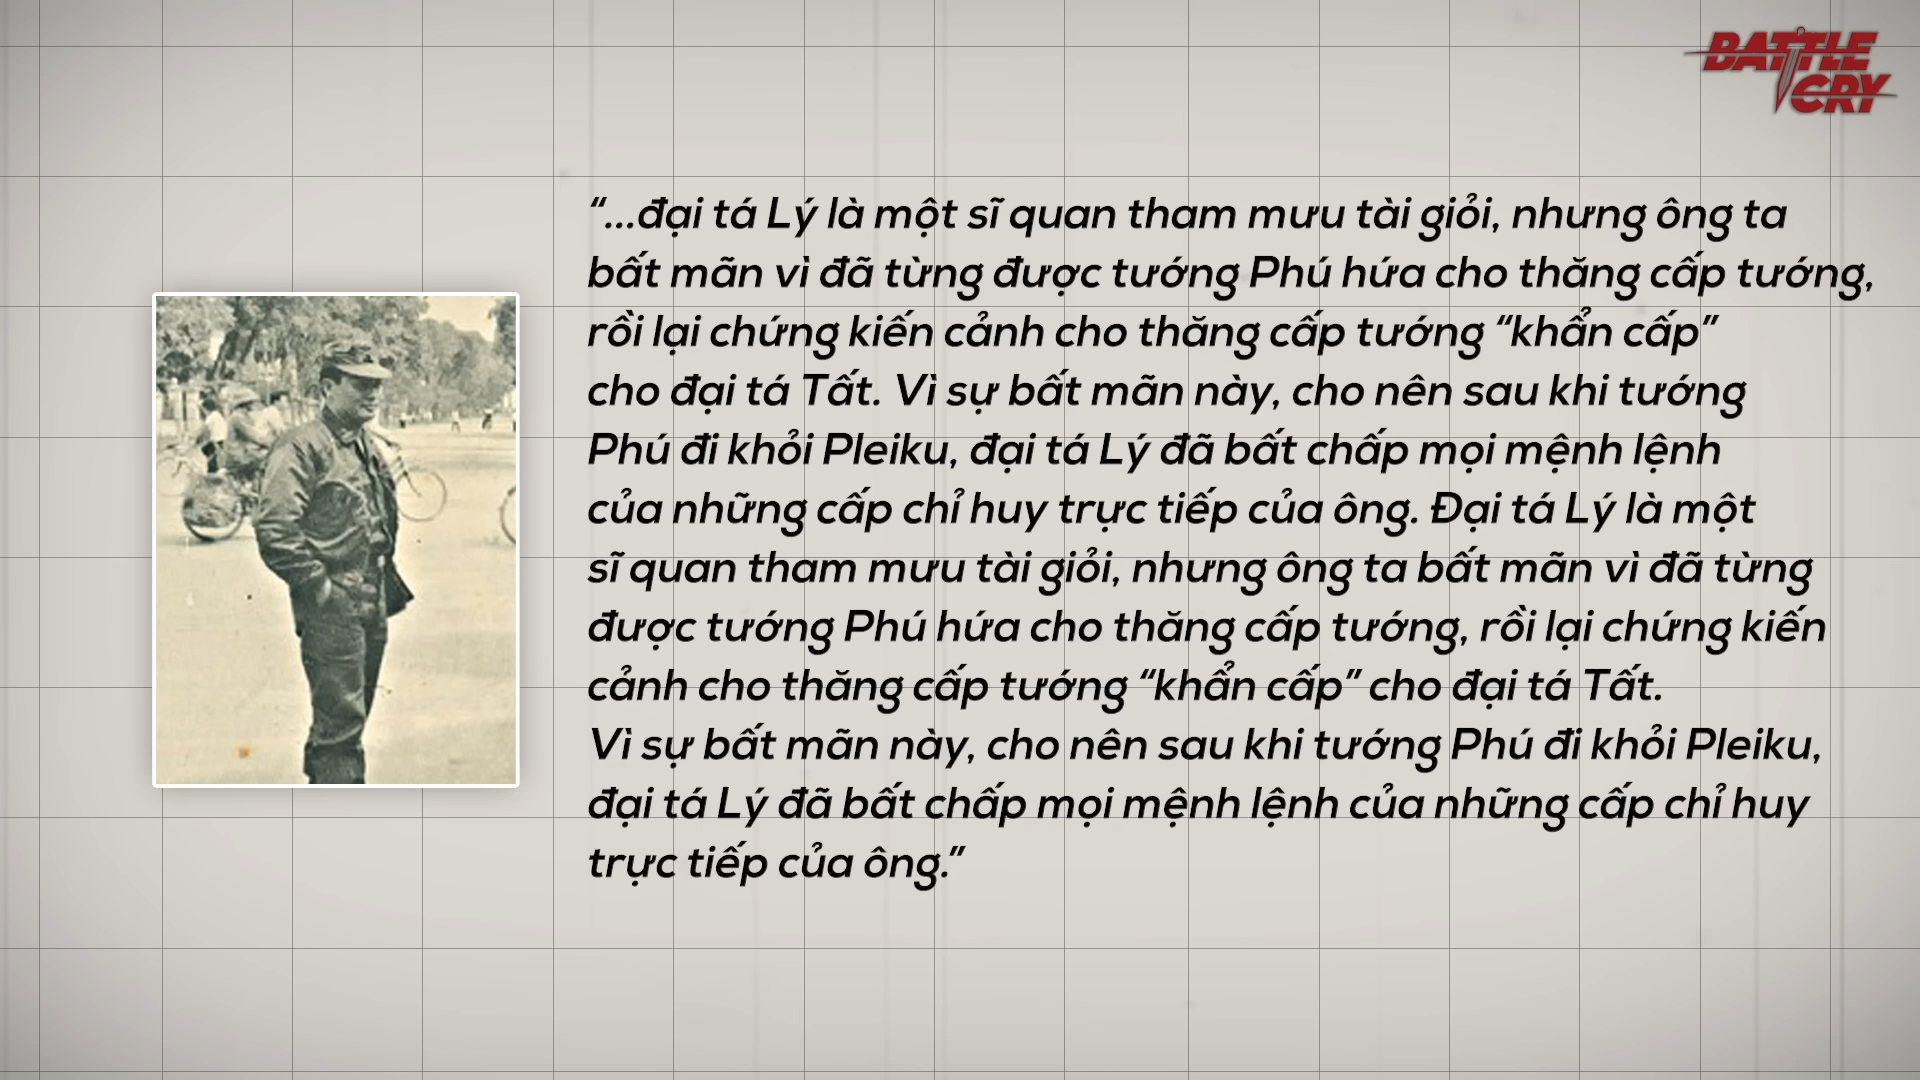 BATTLE
CRY
“...đại tá Lý là một sĩ quan tham mưu tài giỏi, nhưng ông ta
bất mãn vì đã từng được tướng Phú hứa cho thăng cấp tướng,
rồi lại chứng kiến cảnh cho thăng cấp tướng “khẩn cấp”
cho đại tá Tất. Vì sự bất mãn này, cho nên sau khi tướng
Phú đi khỏi Pleiku, đại tá Lý đã bất chấp mọi mệnh lệnh
của những cấp chỉ huy trực tiếp của ông. Đại tá Lý là một
sĩ quan tham mưu tài giỏi, nhưng ông ta bất mãn vì đã từng
được tướng Phú hứa cho thăng cấp tướng, rồi lại chứng kiến
cảnh cho thăng cấp tướng “khẩn cấp” cho đại tá Tất.
Vì sự bất mãn này, cho nên sau khi tướng Phú đi khỏi Pleiku,
đại tá Lý đã bất chấp mọi mệnh lệnh của những cấp chỉ huy
trực tiếp của ông.”